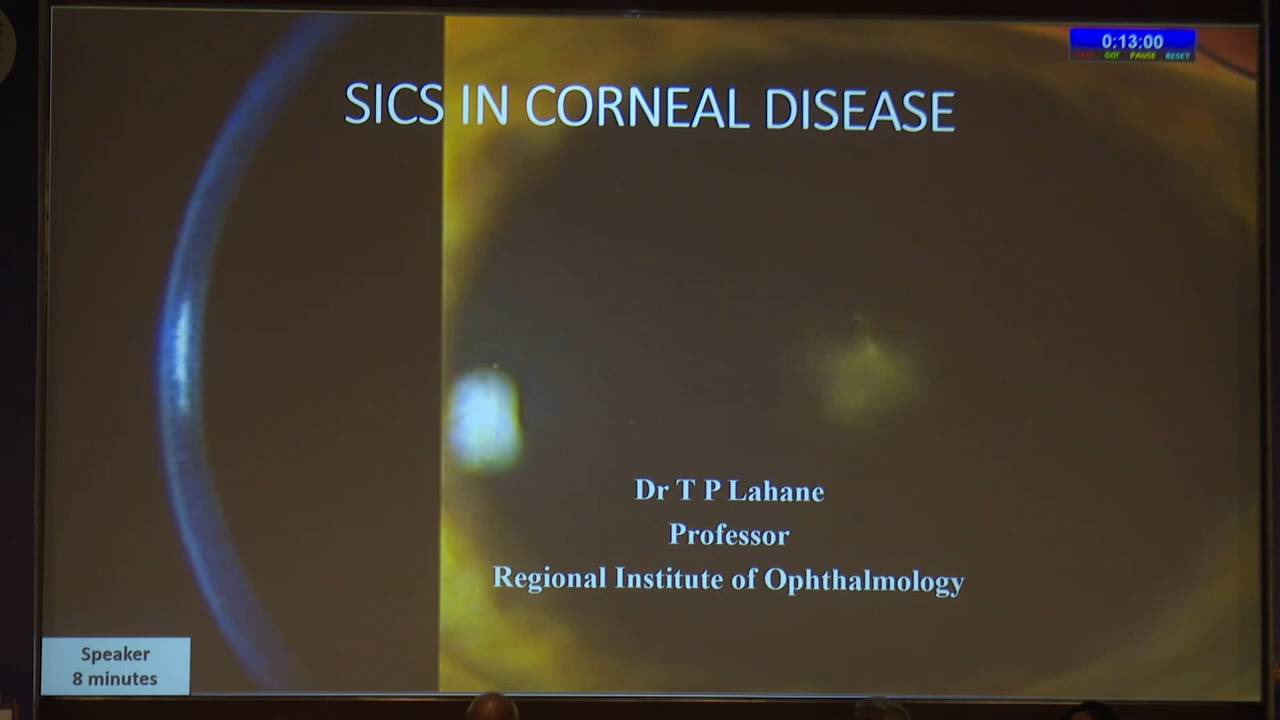 0:13:00
GO! PAUSE RESET
SICS IN CORNEAL DISEASE
Dr T P Lahane
Professor
Regional Institute of Ophthalmology
Speaker
8 minutes